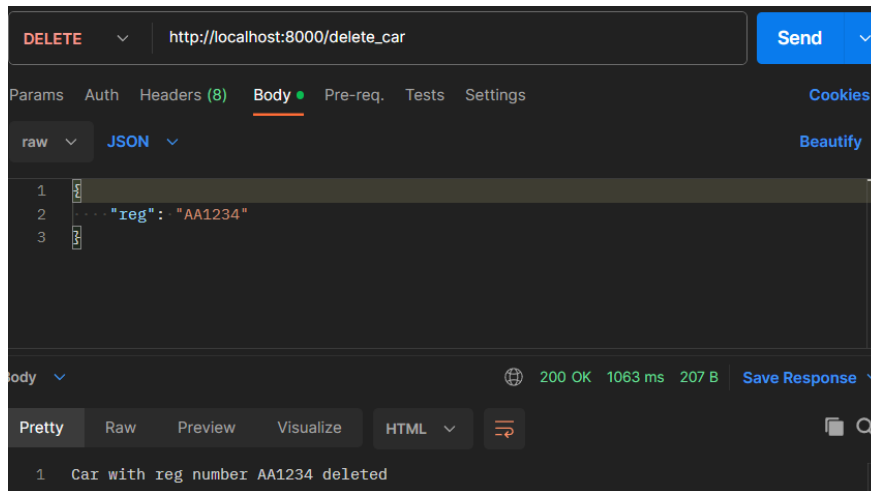 DELETE http://localhost:8000/delete_car Send
Params Auth Headers (8) Body Pre-req. Tests Settings Cookies
raw JSON Beautify
1 {
2 ····"reg":·"AA1234"
3 }
Body 200 OK 1063 ms 207 B Save Response
Pretty Raw Preview Visualize HTML
1 Car with reg number AA1234 deleted